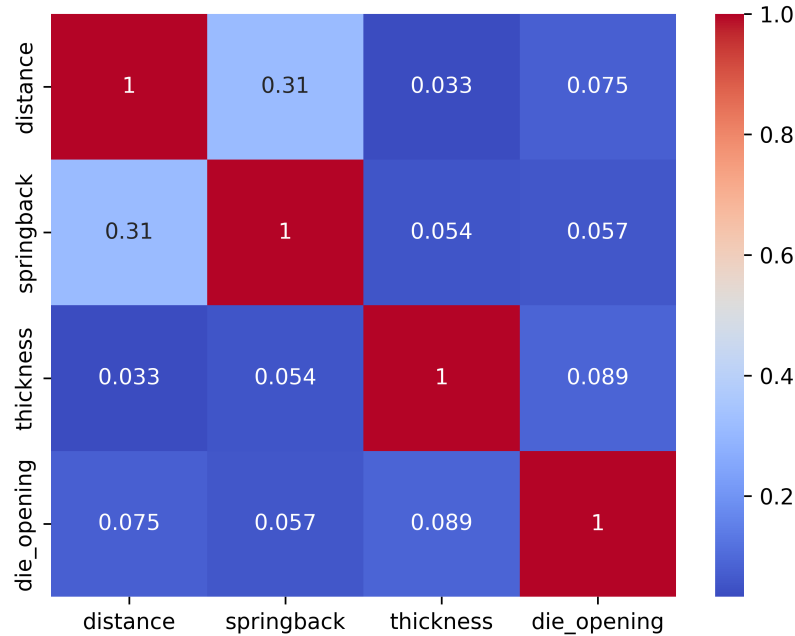 distance 1 0.31 0.033 0.075
springback 0.31 1 0.054 0.057
thickness 0.033 0.054 1 0.089
die_opening 0.075 0.057 0.089 1
distance springback thickness die_opening
1.0
0.8
0.6
0.4
0.2